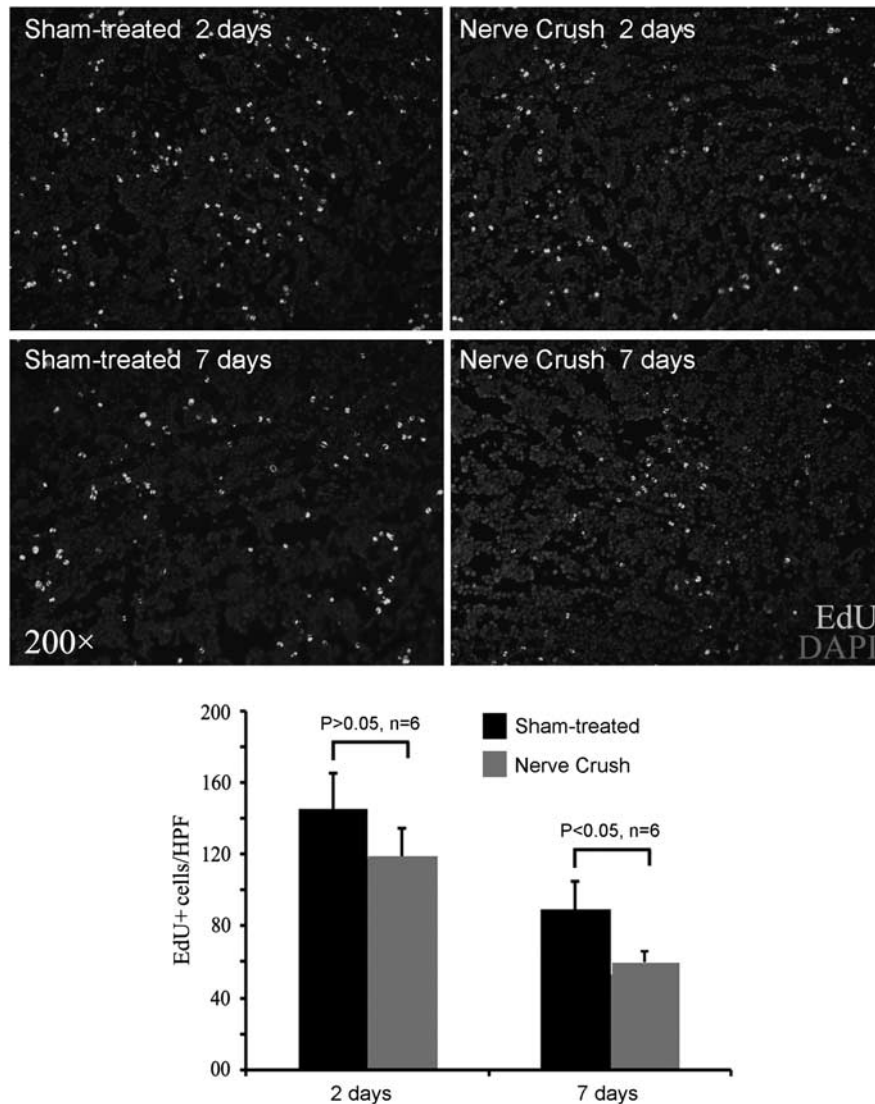 Sham-treated 2 days
Nerve Crush 2 days
Sham-treated 7 days
Nerve Crush 7 days
200×
EdU
DAPI
200
160
120
80
40
00
EdU+ cells/HPF
P>0.05, n=6
P<0.05, n=6
Sham-treated
Nerve Crush
2 days
7 days